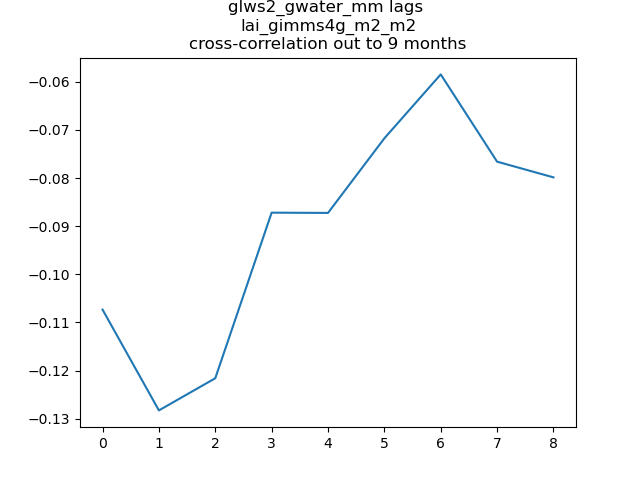 glws2_gwater_mm lags
lai_gimms4g_m2_m2
cross-correlation out to 9 months
−0.06
−0.07
−0.08
−0.09
−0.10
−0.11
−0.12
−0.13
0 1 2 3 4 5 6 7 8